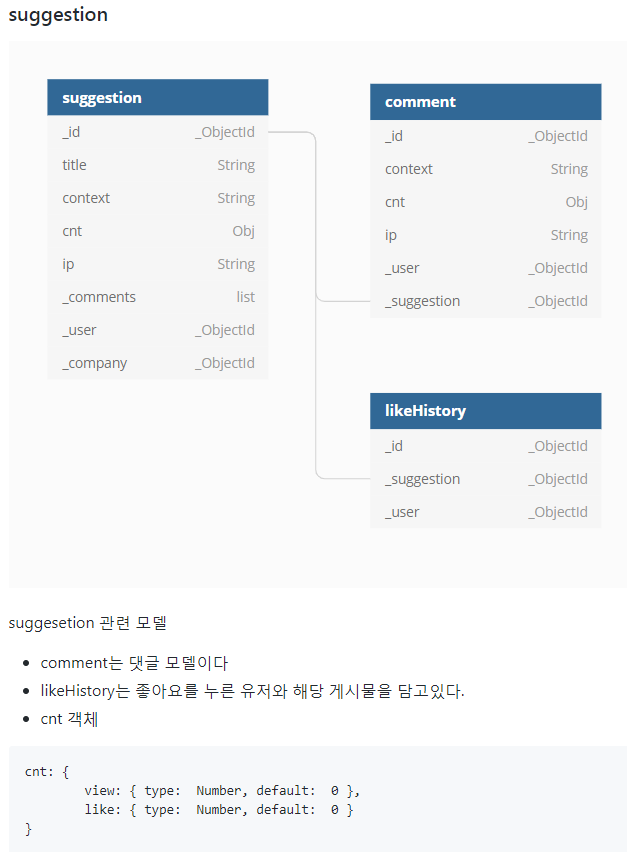 suggestion
suggestion
_id _ObjectId
title String
context String
cnt Obj
ip String
_comments list
_user _ObjectId
_company _ObjectId
comment
_id _ObjectId
context String
cnt Obj
ip String
_user _ObjectId
_suggestion _ObjectId
likeHistory
_id _ObjectId
_suggestion _ObjectId
_user _ObjectId
suggesetion 관련 모델
• comment는 댓글 모델이다
• likeHistory는 좋아요를 누른 유저와 해당 게시물을 담고있다.
• cnt 객체
cnt: {
view: { type: Number, default: 0 },
like: { type: Number, default: 0 }
}